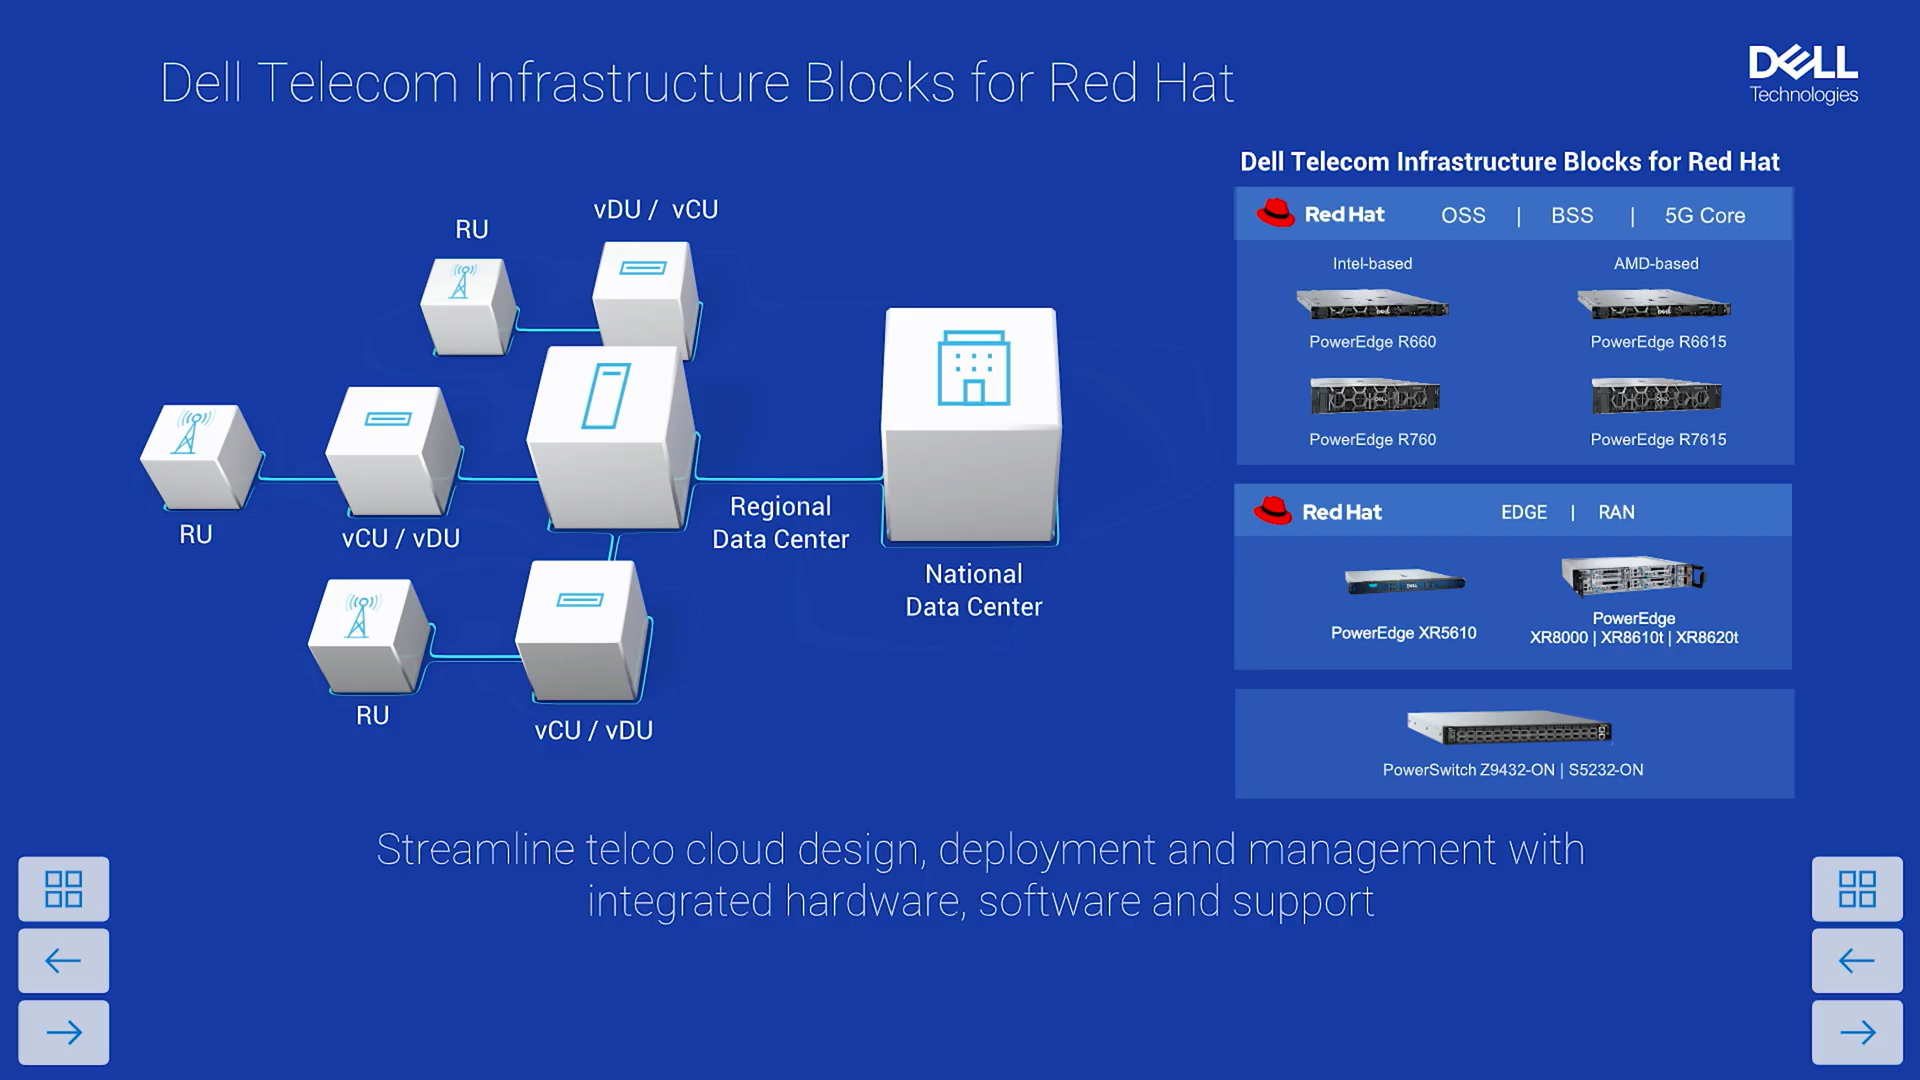 Dell Telecom Infrastructure Blocks for Red Hat
DELL
Technologies
RU
vDU / vCU
RU
vCU / vDU
Regional
Data Center
National
Data Center
RU
vCU / vDU
Dell Telecom Infrastructure Blocks for Red Hat
Red Hat OSS | BSS | 5G Core
Intel-based
AMD-based
PowerEdge R660
PowerEdge R6615
PowerEdge R760
PowerEdge R7615
Red Hat EDGE | RAN
PowerEdge XR5610
PowerEdge
XR8000 | XR8610t | XR8620t
PowerSwitch Z9432-ON | S5232-ON
Streamline telco cloud design, deployment and management with
integrated hardware, software and support